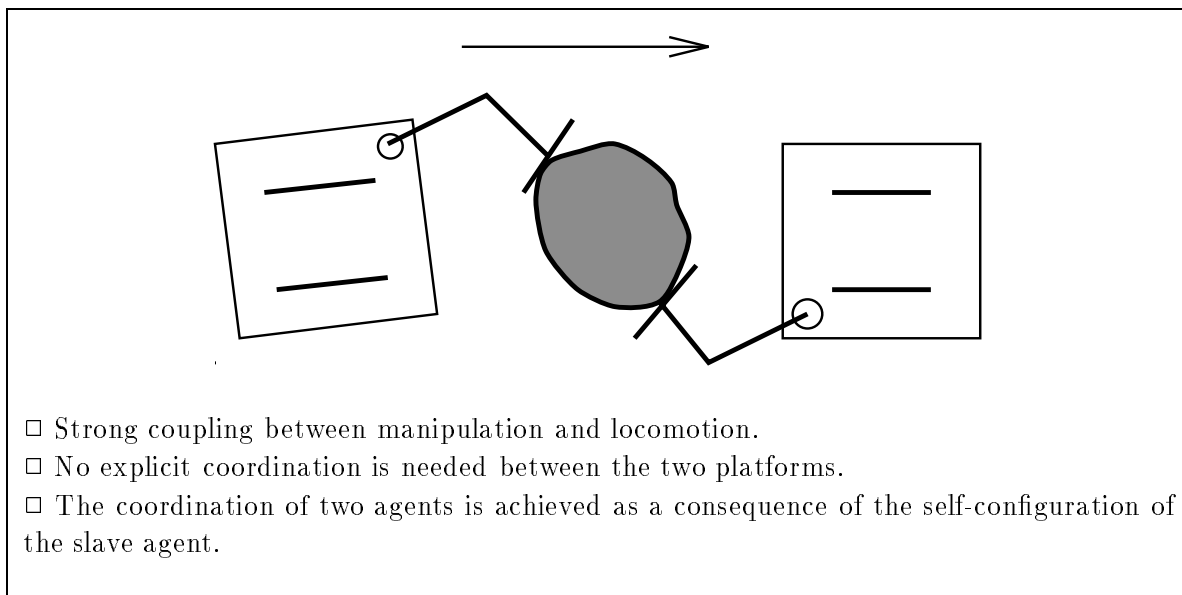 □ Strong coupling between manipulation and locomotion.
□ No explicit coordination is needed between the two platforms.
□ The coordination of two agents is achieved as a consequence of the self-configuration of
the slave agent.